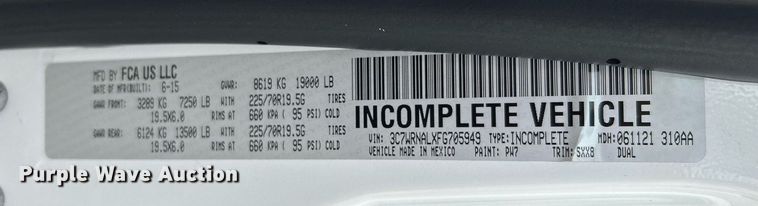 MFD BY FCA US LLC
DATE OF MFR(BUILT): 6-15 GVWR: 8619 KG 19000 LB
GAWR FRONT: 3289 KG 7250 LB WITH 225/70R19.5G TIRES
19.5X6.0 RIMS AT 660 KPA ( 95 PSI) COLD
GAWR REAR: 6124 KG 13500 LB WITH 225/70R19.5G TIRES
19.5X6.0 RIMS AT 660 KPA ( 95 PSI) COLD
INCOMPLETE VEHICLE
VIN: 3C7WRNALXFG705949 TYPE: INCOMPLETE MDH: 061121 310AA
VEHICLE MADE IN MEXICO PAINT: PW7 TRIM: SXX8 DUAL
Purple Wave Auction